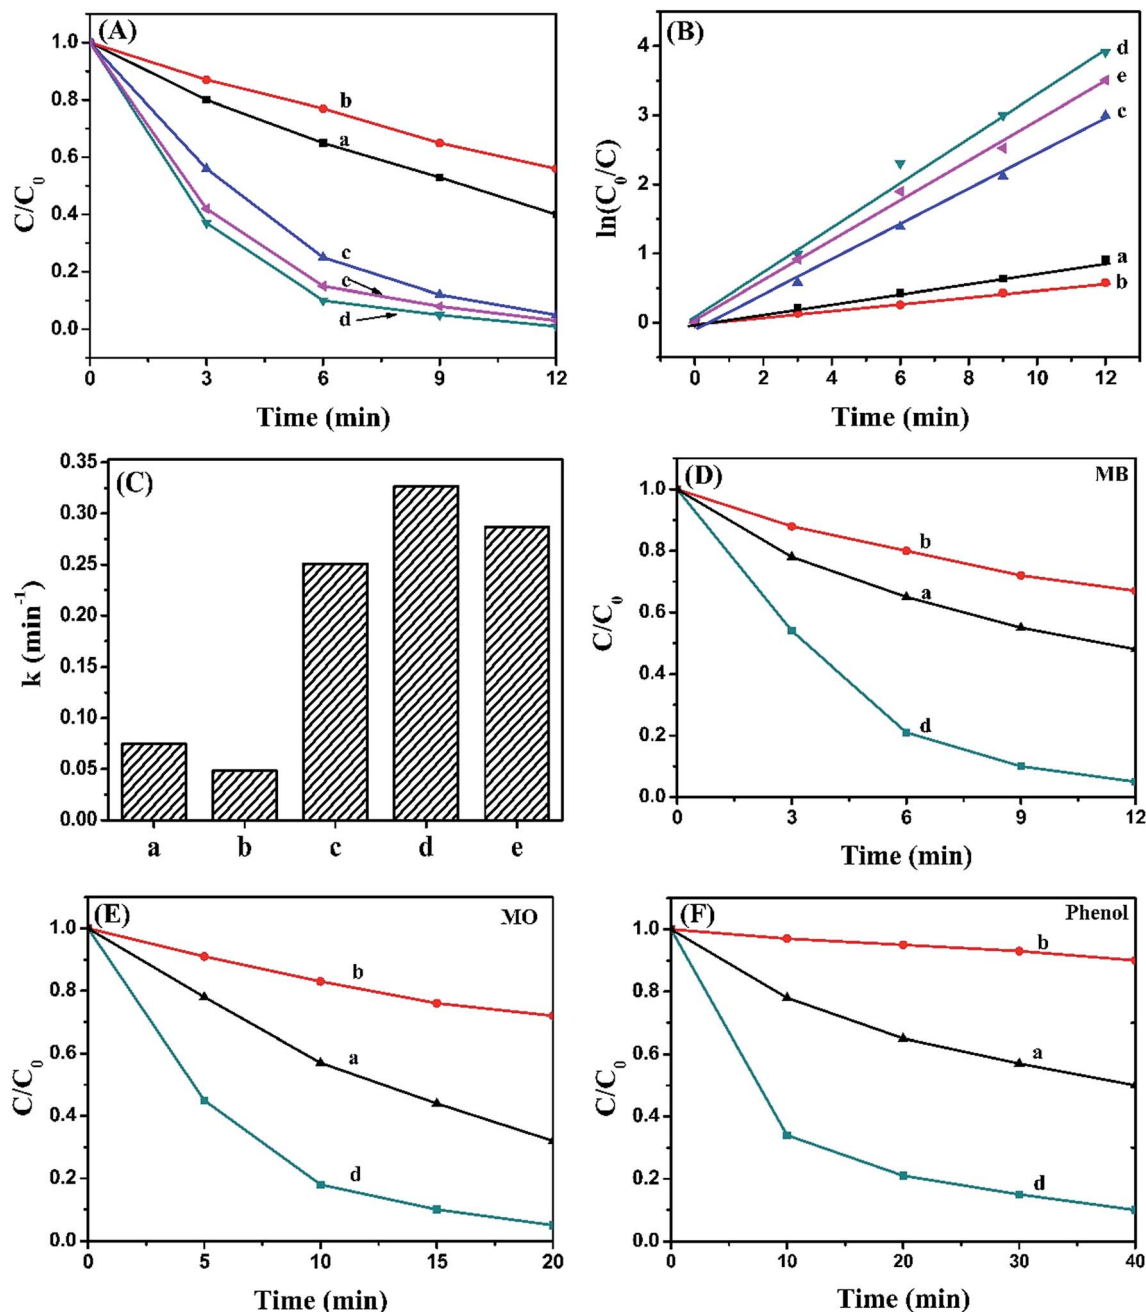 (A)
1.0
0.8
0.6
0.4
0.2
0.0
C/C0
b
a
c
c
d
0 3 6 9 12
Time (min)
(B)
4
3
2
1
0
ln(C0/C)
d
e
c
a
b
0 2 4 6 8 10 12
Time (min)
(C)
0.35
0.30
0.25
0.20
0.15
0.10
0.05
0.00
k (min-1)
a b c d e
(D)
MB
1.0
0.8
0.6
0.4
0.2
0.0
C/C0
b
a
d
0 3 6 9 12
Time (min)
(E)
MO
1.0
0.8
0.6
0.4
0.2
0.0
C/C0
b
a
d
0 5 10 15 20
Time (min)
(F)
Phenol
1.0
0.8
0.6
0.4
0.2
0.0
C/C0
b
a
d
0 10 20 30 40
Time (min)